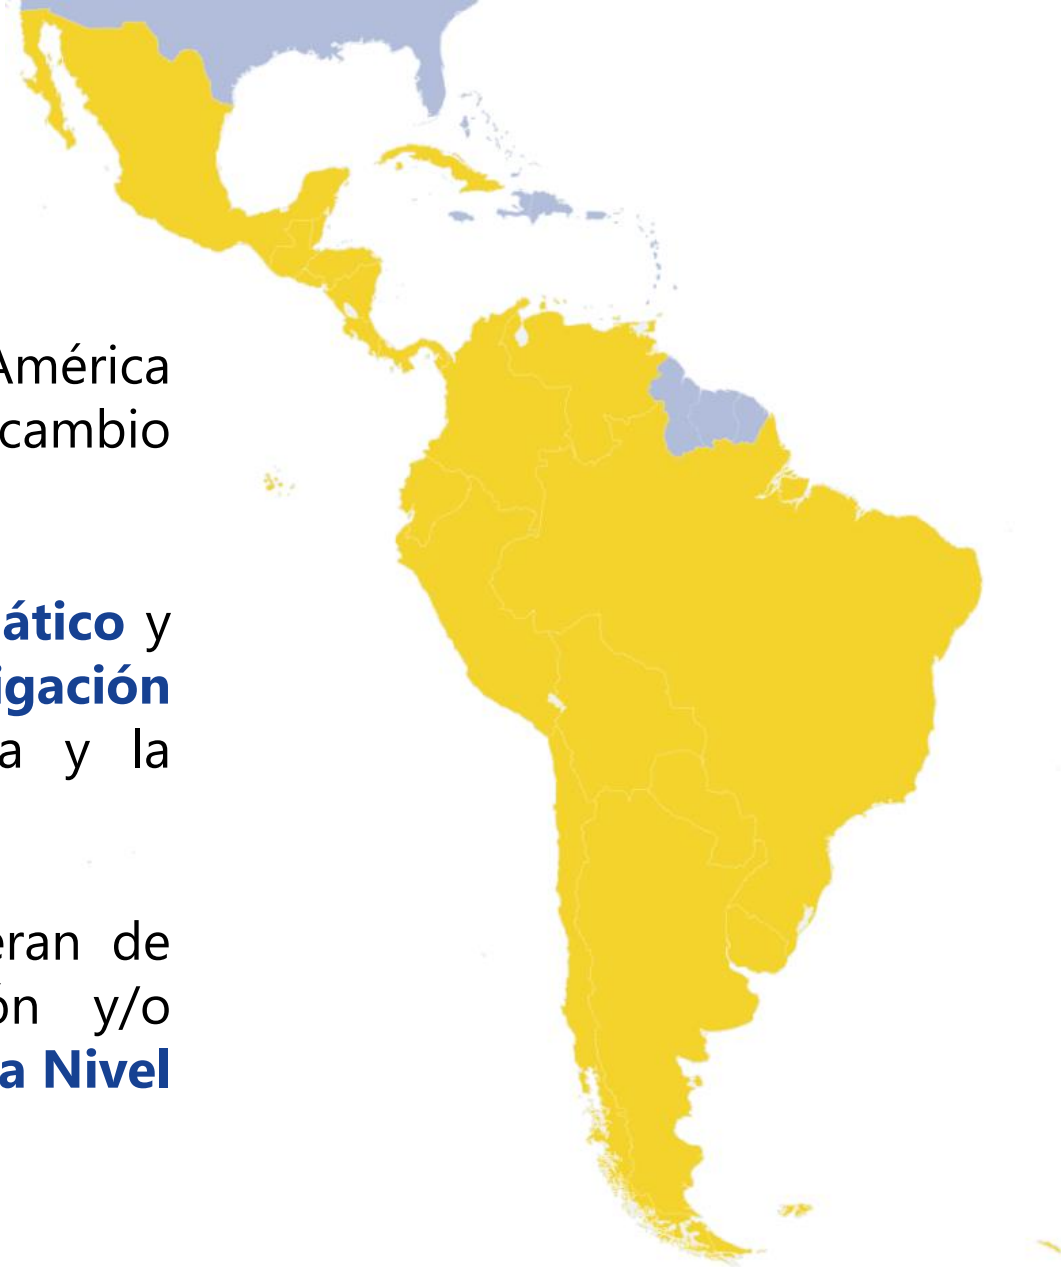 América
cambio
ático y
igación
a y la
eran de
ón y/o
a Nivel